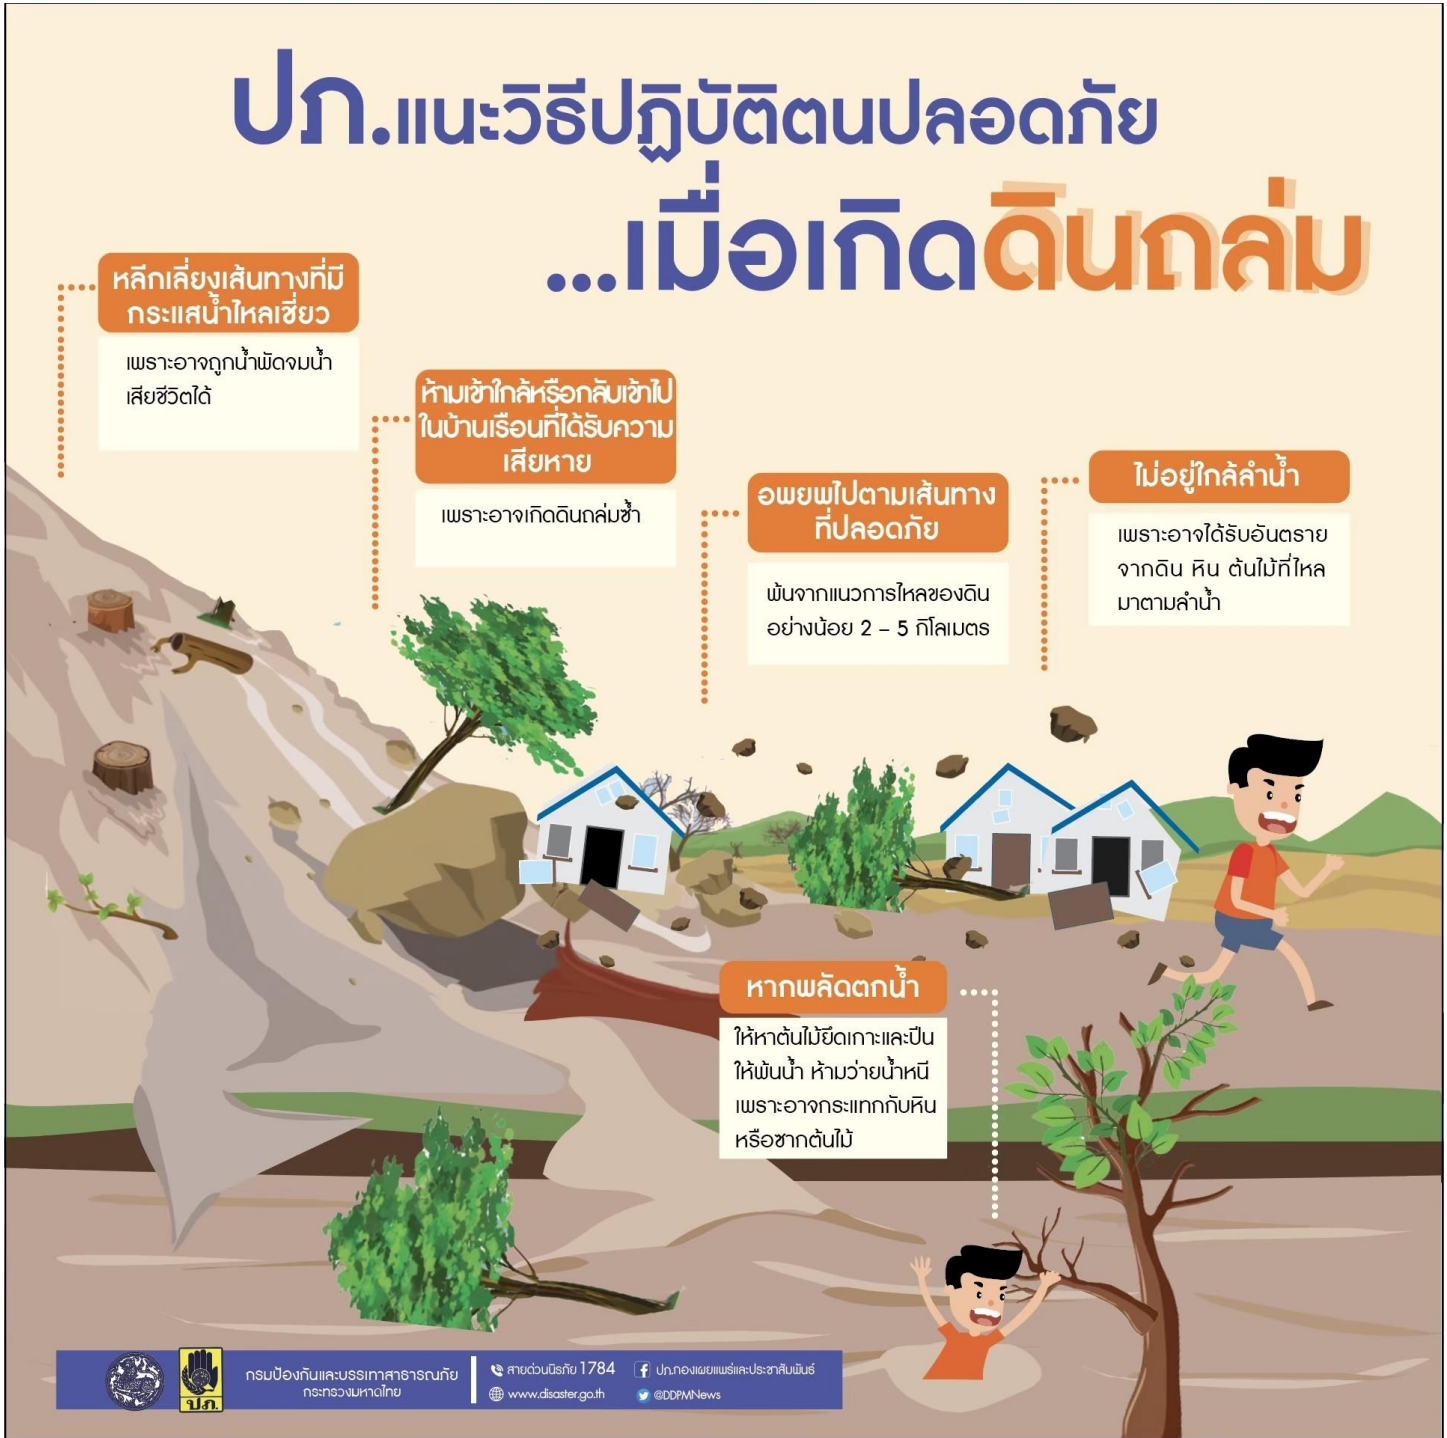 ปภ.แนะวิธีปฏิบัติตนปลอดภัย
...เมื่อเกิดดินถล่ม
หลีกเลี่ยงเส้นทางที่มี
กระแสน้ำไหลเชี่ยว
เพราะอาจถูกน้ำพัดจมน้ำ
เสียชีวิตได้
ห้ามเข้าใกล้หรือกลับเข้าไป
ในบ้านเรือนที่ได้รับความ
เสียหาย
เพราะอาจเกิดดินถล่มซ้ำ
อพยพไปตามเส้นทาง
ที่ปลอดภัย
พ้นจากแนวการไหลของดิน
อย่างน้อย 2 – 5 กิโลเมตร
ไม่อยู่ใกล้ลำน้ำ
เพราะอาจได้รับอันตราย
จากดิน หิน ต้นไม้ที่ไหล
มาตามลำน้ำ
หากพลัดตกน้ำ
ให้หาต้นไม้ยึดเกาะและปีน
ให้พ้นน้ำ ห้ามว่ายน้ำหนี
เพราะอาจกระแทกกับหิน
หรือซากต้นไม้
ปภ.
กรมป้องกันและบรรเทาสาธารณภัย
กระทรวงมหาดไทย
สายด่วนนิรภัย 1784
www.disaster.go.th
ปภ.กองเผยแพร่และประชาสัมพันธ์
@DDPMNews